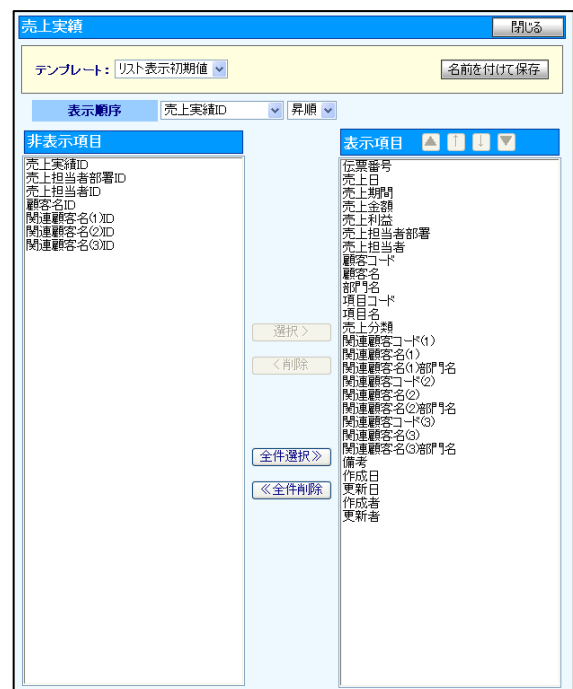 売上実績
閉じる
テンプレート: リスト表示初期値
名前を付けて保存
表示順序 売上実績ID 昇順
非表示項目
売上実績ID
売上担当者部署ID
売上担当者ID
顧客名ID
関連顧客名(1)ID
関連顧客名(2)ID
関連顧客名(3)ID
選択 >
< 削除
全件選択≫
≪全件削除
表示項目
伝票番号
売上日
売上期間
売上金額
売上利益
売上担当者部署
売上担当者
顧客コード
顧客名
部門名
項目コード
項目名
売上分類
関連顧客コード(1)
関連顧客名(1)
関連顧客名(1)部門名
関連顧客コード(2)
関連顧客名(2)
関連顧客名(2)部門名
関連顧客コード(3)
関連顧客名(3)
関連顧客名(3)部門名
備考
作成日
更新日
作成者
更新者